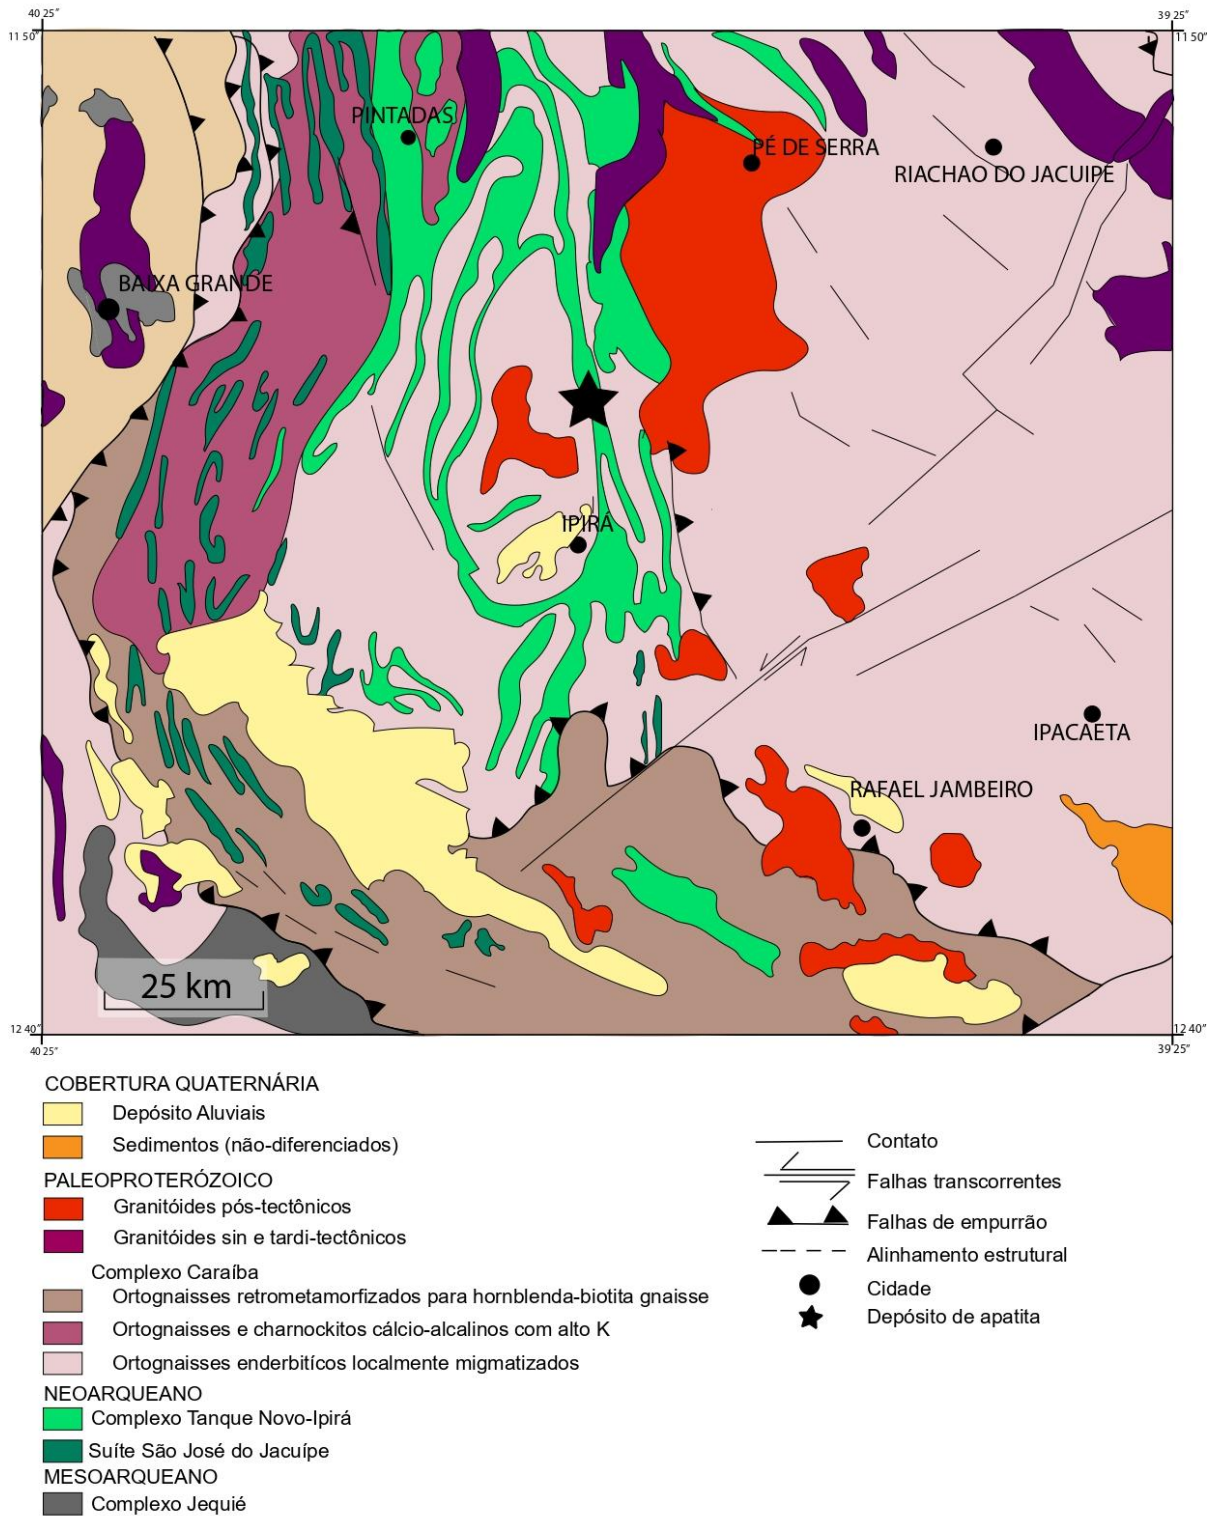 40 25"
39 25"
11 50"
11 50"
PINTADAS
PÉ DE SERRA
RIACHAO DO JACUIPE
BAIXA GRANDE
IPIRÁ
IPACAETA
RAFAEL JAMBEIRO
25 km
12 40"
12 40"
40 25"
39 25"
COBERTURA QUATERNÁRIA
Depósito Aluviais
Sedimentos (não-diferenciados)
PALEOPROTERÓZOICO
Granitóides pós-tectônicos
Granitóides sin e tardi-tectônicos
Complexo Caraíba
Ortognaisses retrometamorfizados para hornblenda-biotita gnaisse
Ortognaisses e charnockitos cálcio-alcalinos com alto K
Ortognaisses enderbitícos localmente migmatizados
NEOARQUEANO
Complexo Tanque Novo-Ipirá
Suíte São José do Jacuípe
MESOARQUEANO
Complexo Jequié
Contato
Falhas transcorrentes
Falhas de empurrão
Alinhamento estrutural
Cidade
Depósito de apatita